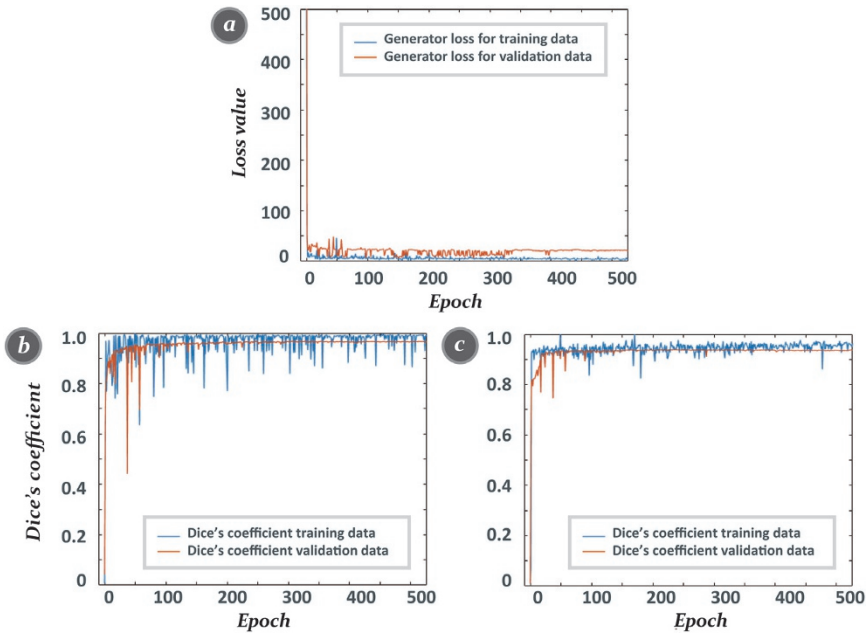 a
500
400
300
200
100
0
Loss value
Generator loss for training data
Generator loss for validation data
0 100 200 300 400 500
Epoch
b
1.0
0.8
0.6
0.4
0.2
0
Dice's coefficient
Dice's coefficient training data
Dice's coefficient validation data
0 100 200 300 400 500
Epoch
c
1.0
0.8
0.6
0.4
0.2
0
Dice's coefficient training data
Dice's coefficient validation data
0 100 200 300 400 500
Epoch